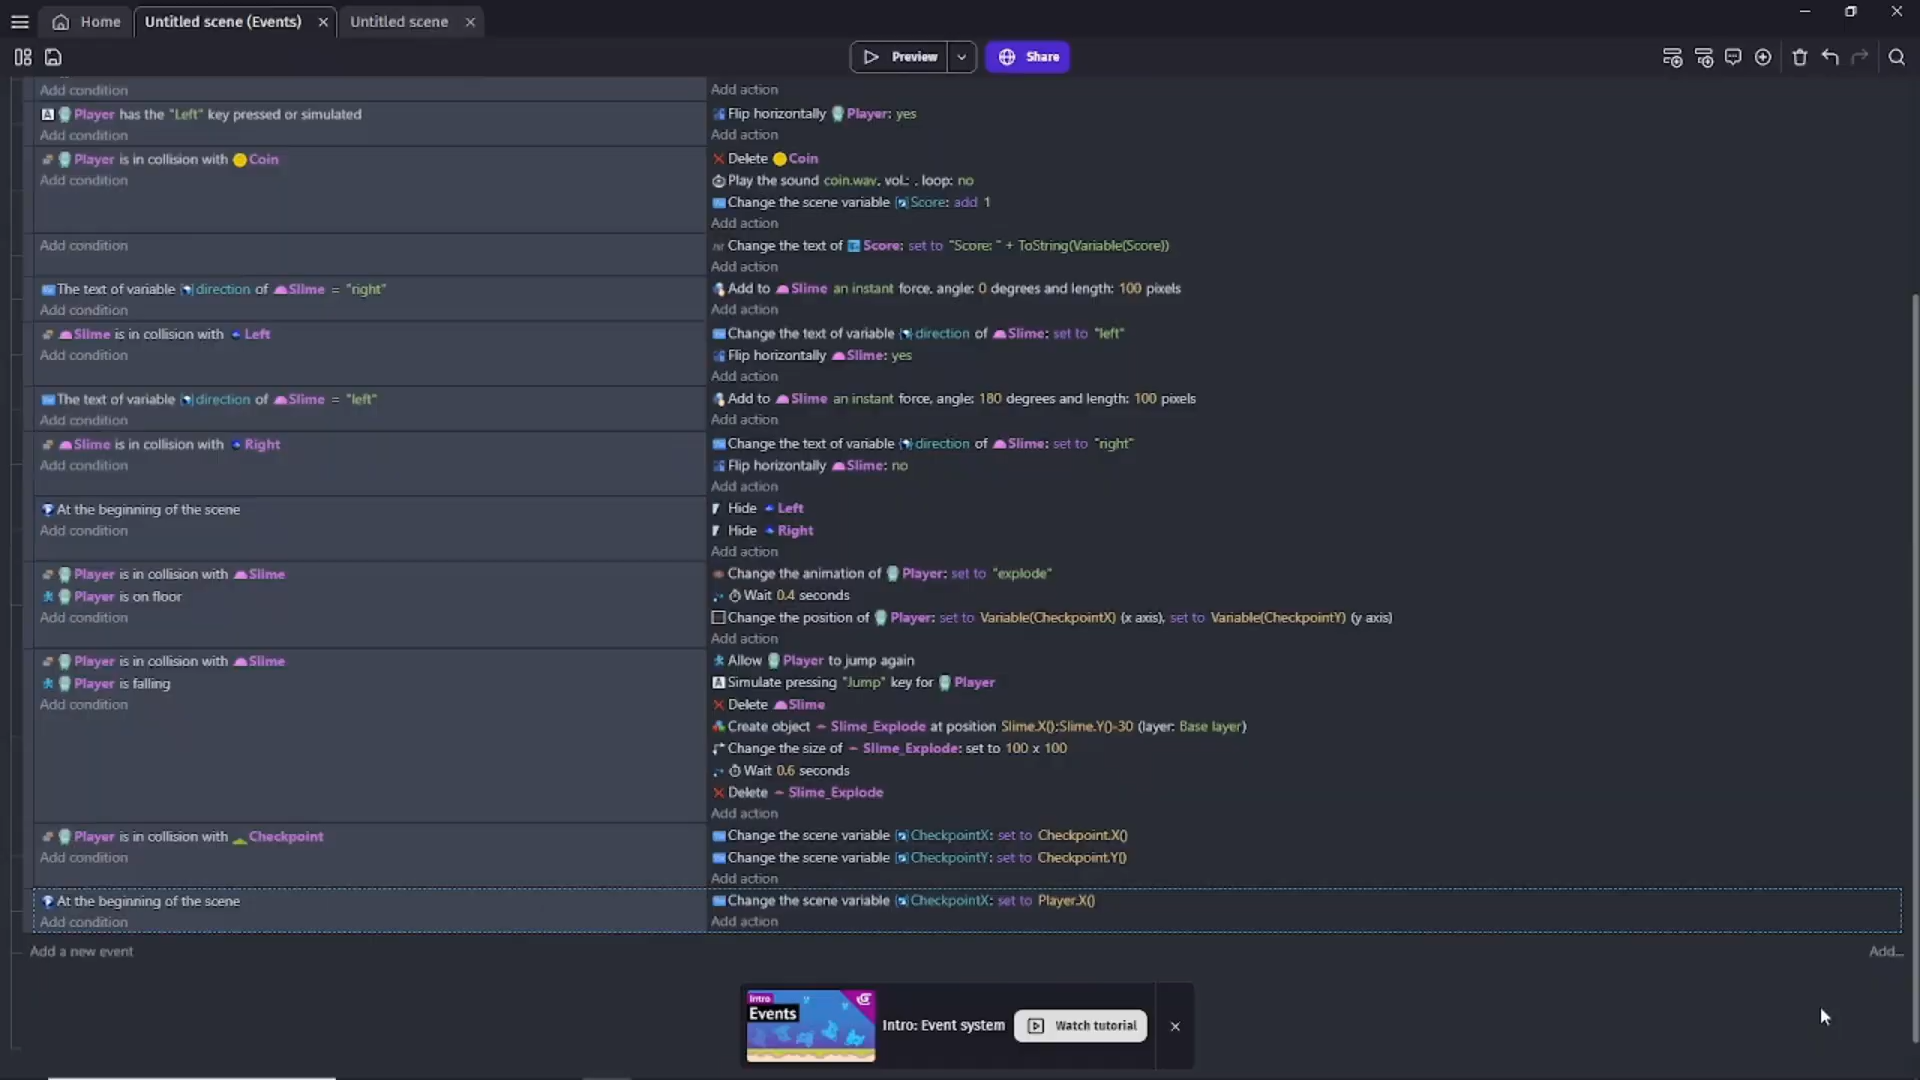 Home
Untitled scene (Events)
Untitled scene
Preview
Share
Add condition
Add action
Player has the "Left" key pressed or simulated
Flip horizontally Player: yes
Add condition
Add action
Player is in collision with Coin
Delete Coin
Add condition
Play the sound coin.wav, vol.: , loop: no
Change the scene variable Score: add 1
Add action
Add condition
Change the text of Score: set to "Score: " + ToString(Variable(Score))
Add action
The text of variable direction of Slime = "right"
Add to Slime an instant force, angle: 0 degrees and length: 100 pixels
Add condition
Add action
Slime is in collision with Left
Change the text of variable direction of Slime: set to "left"
Add condition
Flip horizontally Slime: yes
Add action
The text of variable direction of Slime = "left"
Add to Slime an instant force, angle: 180 degrees and length: 100 pixels
Add condition
Add action
Slime is in collision with Right
Change the text of variable direction of Slime: set to "right"
Add condition
Flip horizontally Slime: no
Add action
At the beginning of the scene
Hide Left
Add condition
Hide Right
Add action
Player is in collision with Slime
Change the animation of Player: set to "explode"
Player is on floor
Wait 0.4 seconds
Add condition
Change the position of Player: set to Variable(CheckpointX) (x axis), set to Variable(CheckpointY) (y axis)
Add action
Player is in collision with Slime
Allow Player to jump again
Player is falling
Simulate pressing "Jump" key for Player
Add condition
Delete Slime
Create object Slime_Explode at position Slime.X();Slime.Y()-30 (layer: Base layer)
Change the size of Slime_Explode: set to 100 x 100
Wait 0.6 seconds
Delete Slime_Explode
Add action
Player is in collision with Checkpoint
Change the scene variable CheckpointX: set to Checkpoint.X()
Add condition
Change the scene variable CheckpointY: set to Checkpoint.Y()
Add action
At the beginning of the scene
Change the scene variable CheckpointX: set to Player.X()
Add condition
Add action
Add a new event
Add...
Intro
Events
Intro: Event system
Watch tutorial